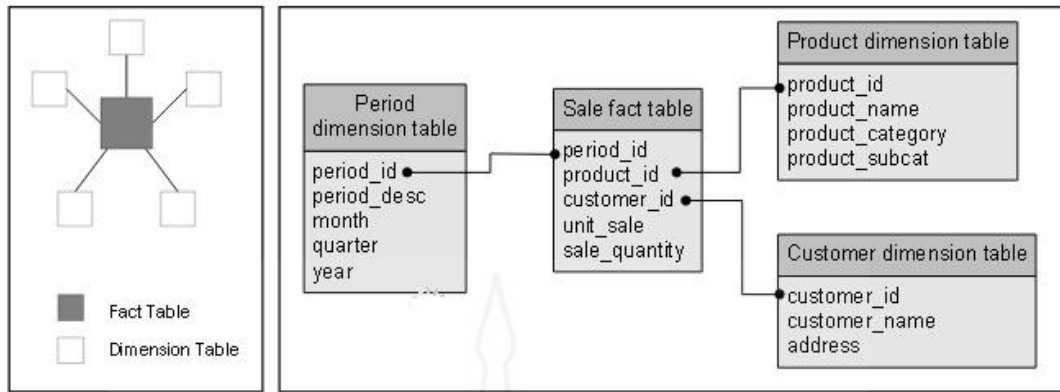 Fact Table
Dimension Table
Period
dimension table
period_id
period_desc
month
quarter
year
Sale fact table
period_id
product_id
customer_id
unit_sale
sale_quantity
Product dimension table
product_id
product_name
product_category
product_subcat
Customer dimension table
customer_id
customer_name
address